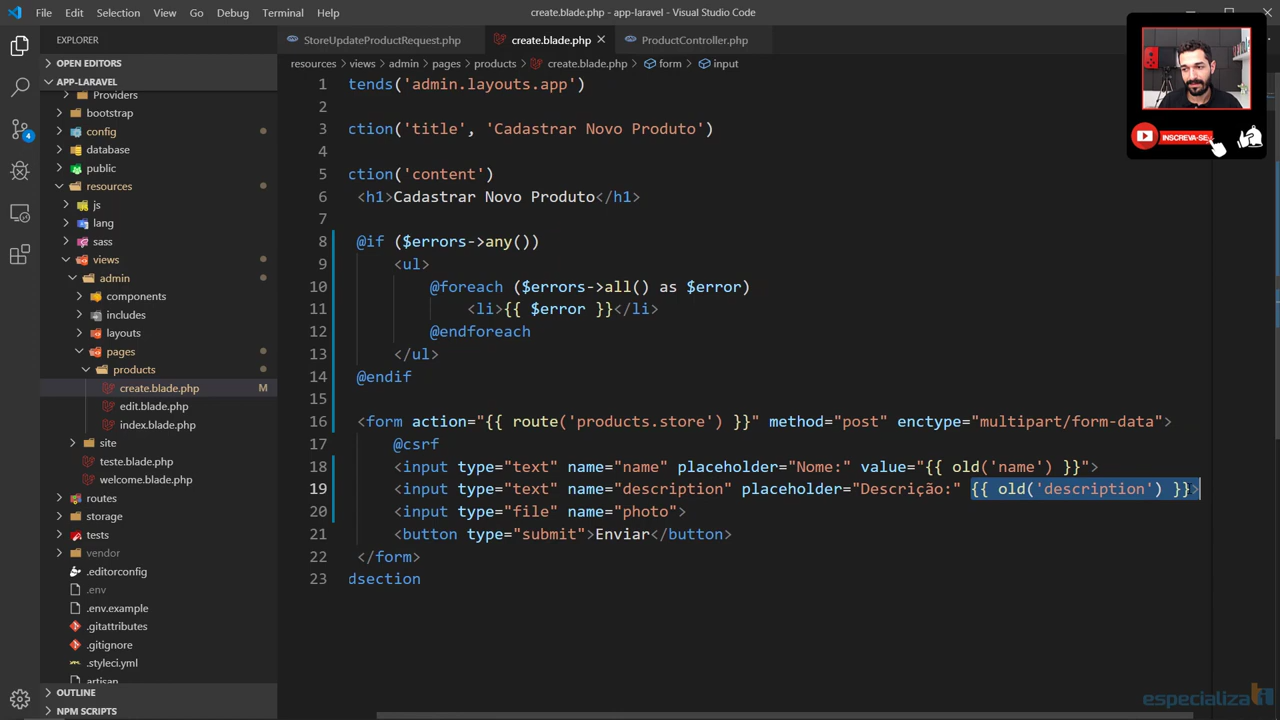 File Edit Selection View Go Debug Terminal Help
create.blade.php - app-laravel - Visual Studio Code
EXPLORER
OPEN EDITORS
APP-LARAVEL
Providers
bootstrap
config
database
public
resources
js
lang
sass
views
admin
components
includes
layouts
pages
products
create.blade.php M
edit.blade.php
index.blade.php
site
teste.blade.php
welcome.blade.php
routes
storage
tests
vendor
.editorconfig
.env
.env.example
.gitattributes
.gitignore
.styleci.yml
artisan
OUTLINE
NPM SCRIPTS
4
StoreUpdateProductRequest.php create.blade.php ProductController.php
resources > views > admin > pages > products > create.blade.php > form > input
1 tends('admin.layouts.app')
2
3 ction('title', 'Cadastrar Novo Produto')
4
5 ction('content')
6 <h1>Cadastrar Novo Produto</h1>
7
8 @if ($errors->any())
9 <ul>
10 @foreach ($errors->all() as $error)
11 <li>{{ $error }}</li>
12 @endforeach
13 </ul>
14 @endif
15
16 <form action="{{ route('products.store') }}" method="post" enctype="multipart/form-data">
17 @csrf
18 <input type="text" name="name" placeholder="Nome:" value="{{ old('name') }}">
19 <input type="text" name="description" placeholder="Descrição:" {{ old('description') }}>
20 <input type="file" name="photo">
21 <button type="submit">Enviar</button>
22 </form>
23 dsection
INSCREVA-SE
especializati